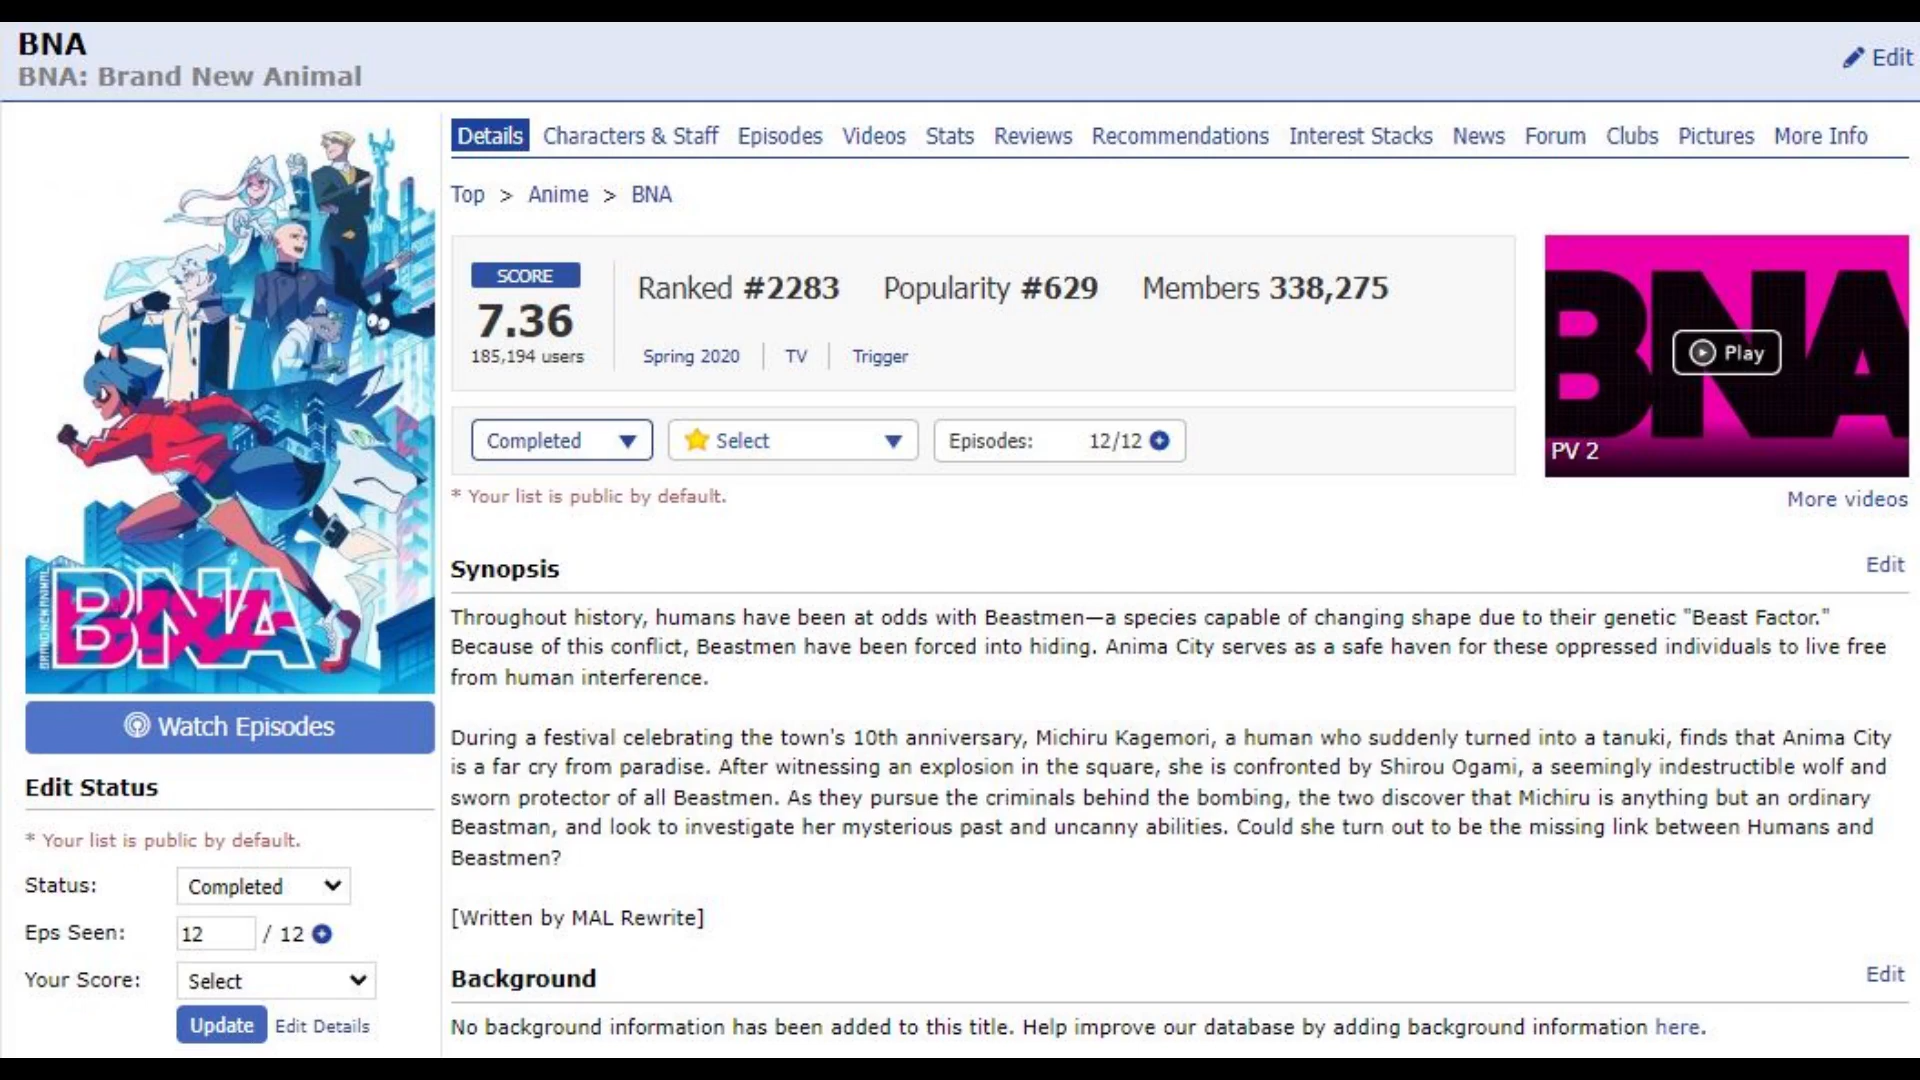 BNA
BNA: Brand New Animal
Edit
Details Characters & Staff Episodes Videos Stats Reviews Recommendations Interest Stacks News Forum Clubs Pictures More Info
Top > Anime > BNA
SCORE
7.36
185,194 users
Ranked #2283 Popularity #629 Members 338,275
Spring 2020 TV Trigger
BNA
Play
PV 2
Completed Select Episodes: 12/12
* Your list is public by default.
More videos
BNA
BRAND NEW ANIMAL
Watch Episodes
Edit Status
* Your list is public by default.
Status: Completed
Eps Seen: 12 / 12
Your Score: Select
Update Edit Details
Synopsis
Edit
Throughout history, humans have been at odds with Beastmen—a species capable of changing shape due to their genetic "Beast Factor."
Because of this conflict, Beastmen have been forced into hiding. Anima City serves as a safe haven for these oppressed individuals to live free
from human interference.
During a festival celebrating the town's 10th anniversary, Michiru Kagemori, a human who suddenly turned into a tanuki, finds that Anima City
is a far cry from paradise. After witnessing an explosion in the square, she is confronted by Shirou Ogami, a seemingly indestructible wolf and
sworn protector of all Beastmen. As they pursue the criminals behind the bombing, the two discover that Michiru is anything but an ordinary
Beastman, and look to investigate her mysterious past and uncanny abilities. Could she turn out to be the missing link between Humans and
Beastmen?
[Written by MAL Rewrite]
Background
Edit
No background information has been added to this title. Help improve our database by adding background information here.